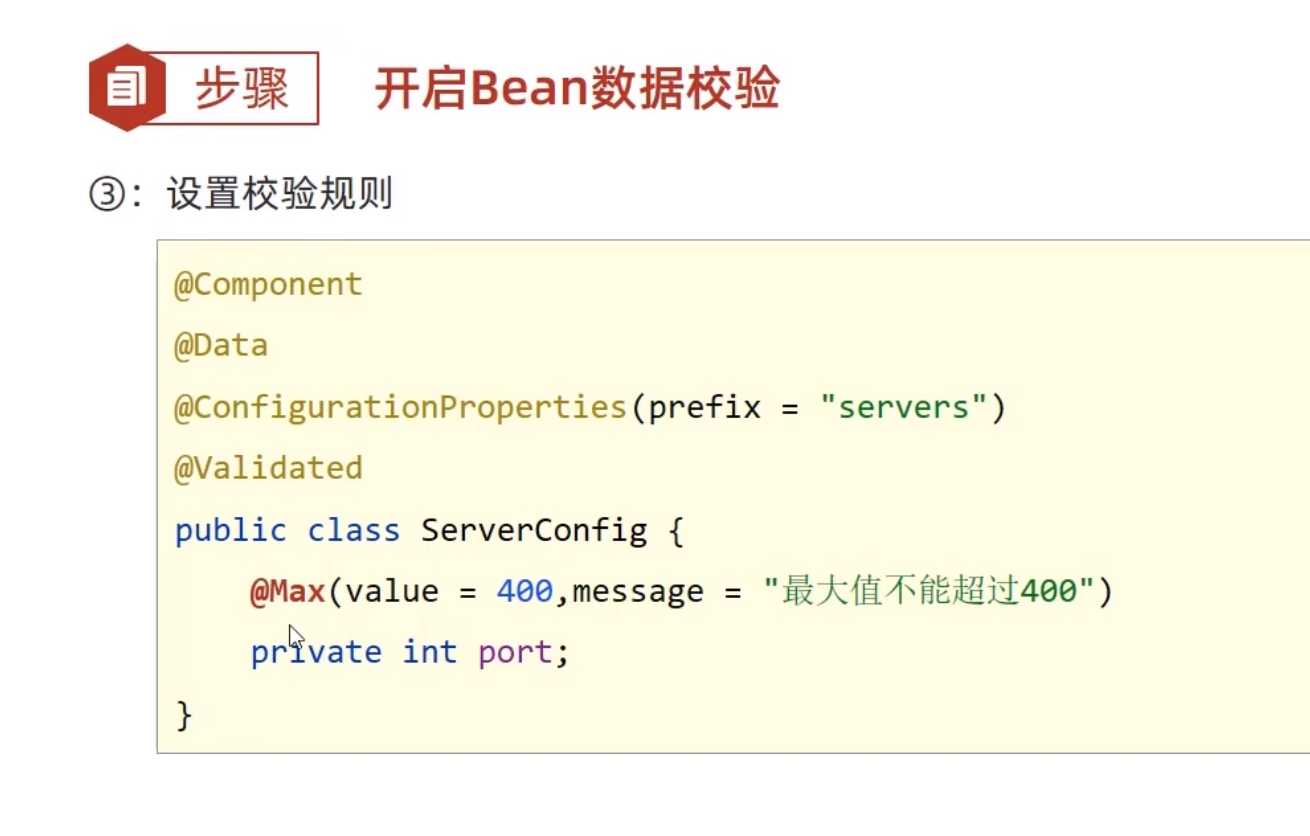 步骤 开启Bean数据校验
③：设置校验规则
@Component
@Data
@ConfigurationProperties(prefix = "servers")
@Validated
public class ServerConfig {
    @Max(value = 400,message = "最大值不能超过400")
    private int port;
}